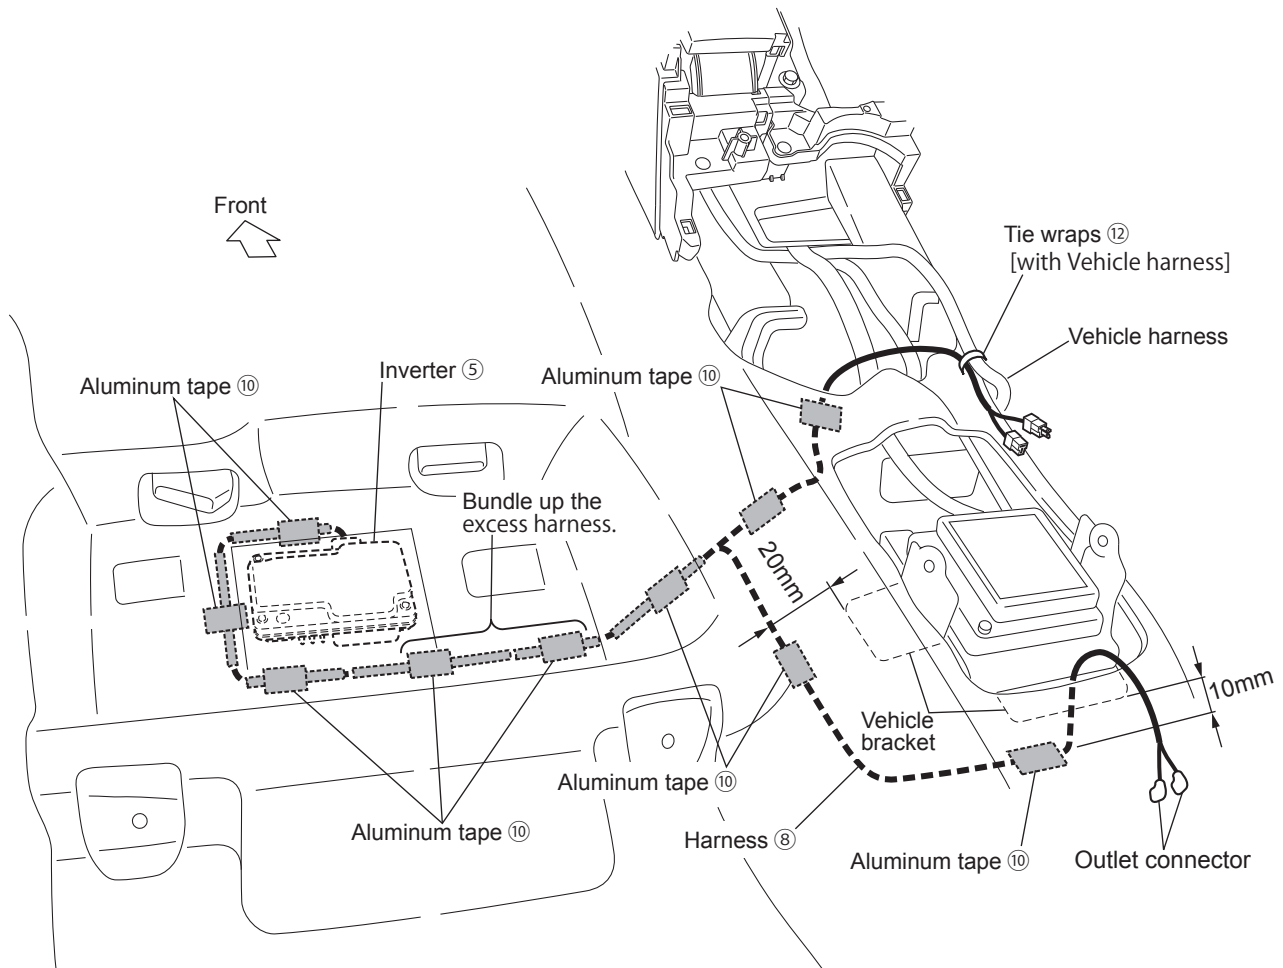 Front
Tie wraps ⑫
[with Vehicle harness]
Vehicle harness
Inverter ⑤
Aluminum tape ⑩
Aluminum tape ⑩
Bundle up the
excess harness.
20mm
10mm
Vehicle
bracket
Aluminum tape ⑩
Aluminum tape ⑩
Harness ⑧
Aluminum tape ⑩
Outlet connector